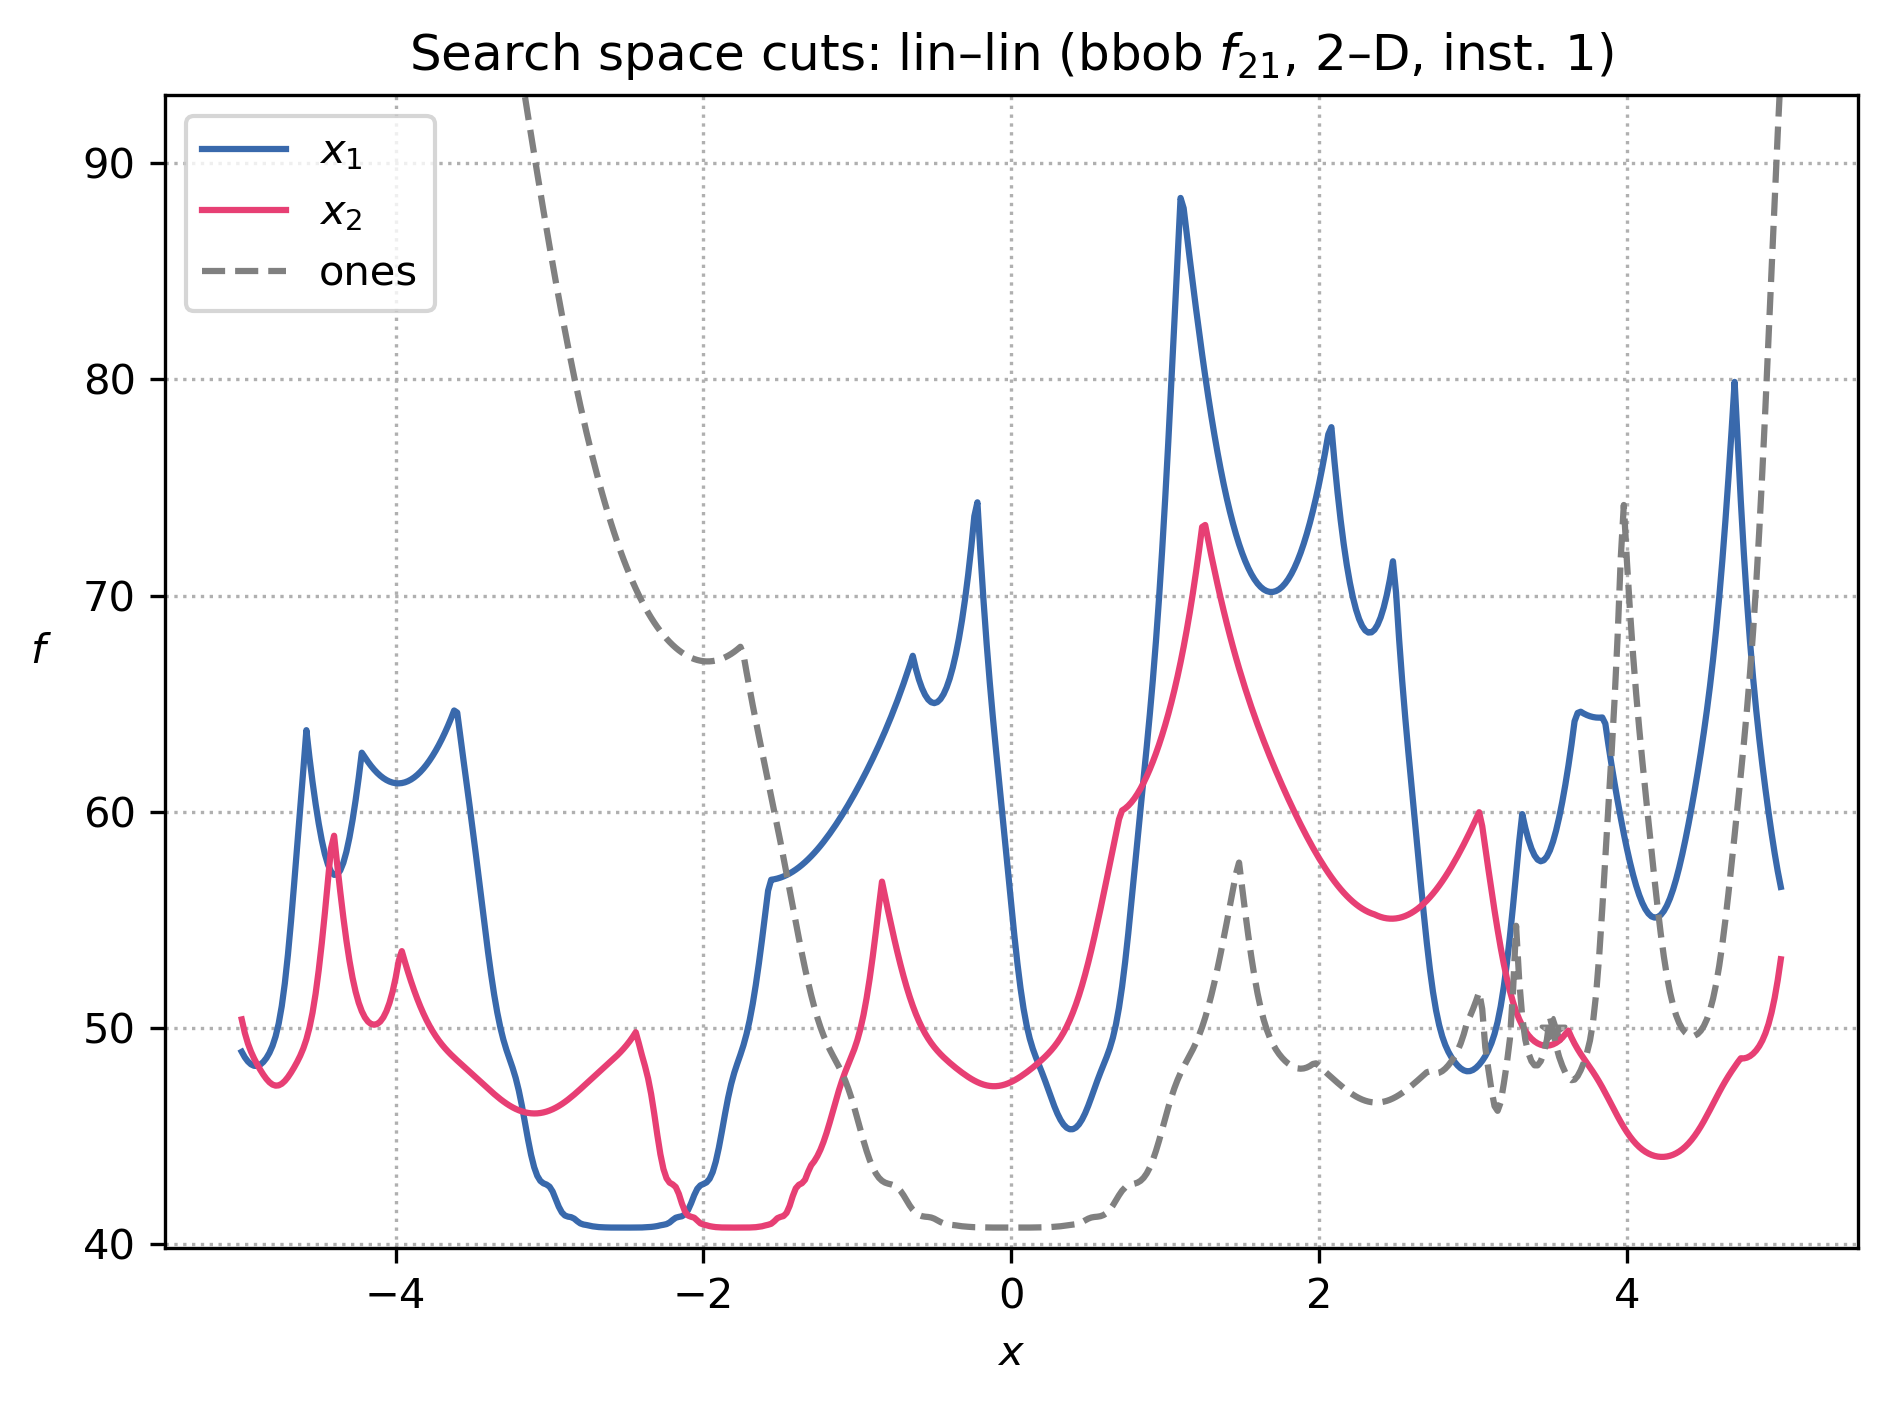 Search space cuts: lin–lin (bbob f21, 2–D, inst. 1)
x1
x2
ones
90
80
70
60
50
40
f
−4
−2
0
2
4
x